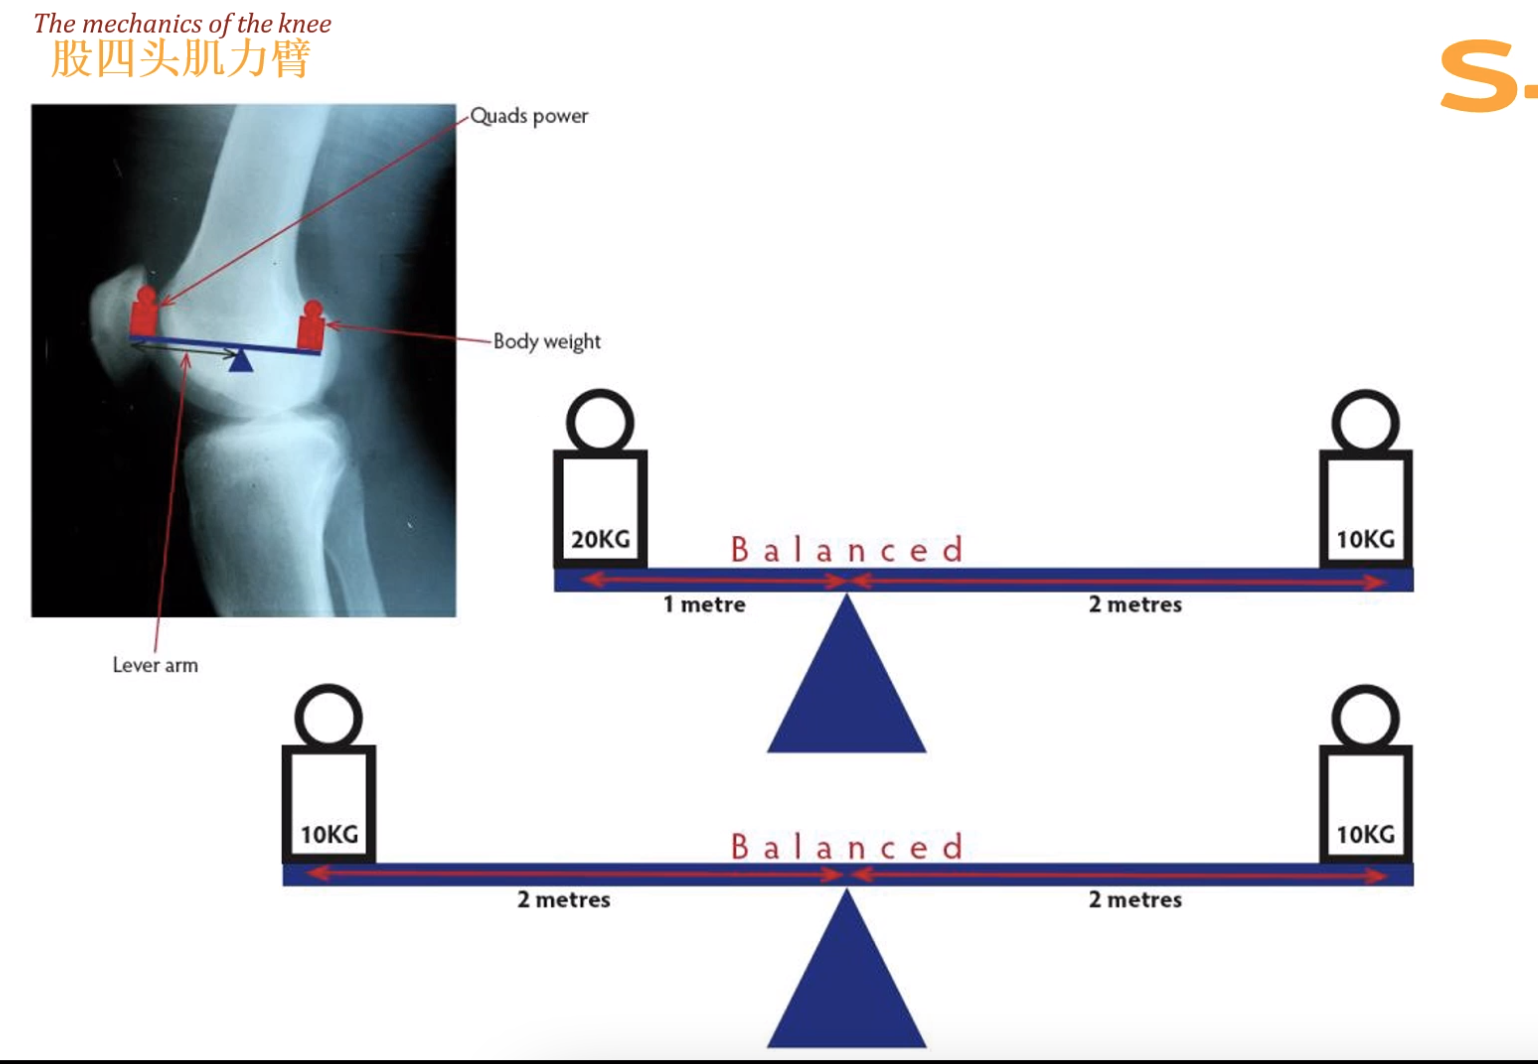 The mechanics of the knee
股四头肌力臂
S-
Quads power
Body weight
Lever arm
20KG
10KG
Balanced
1 metre
2 metres
10KG
10KG
Balanced
2 metres
2 metres